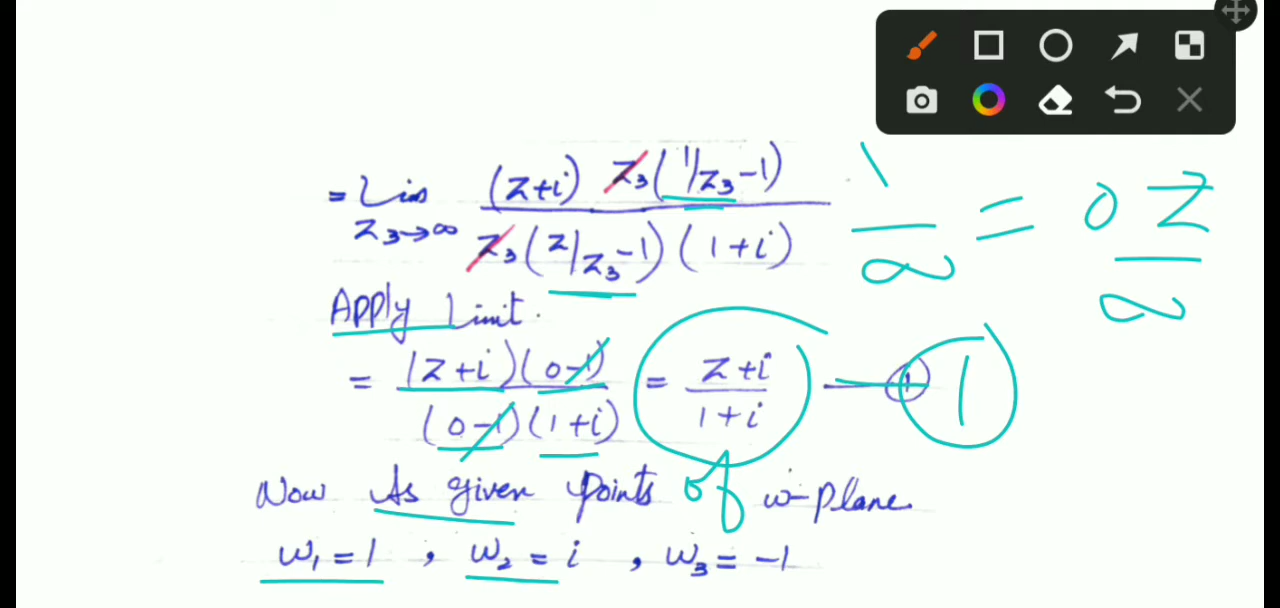 = Lim (z+i) z₃(1/z₃-1)
z₃→∞ z₃(z/z₃-1)(1+i)
1/∞ = 0 z/∞
Apply Limit.
= (z+i)(0-1)/(0-1)(1+i) = z+i/1+i — ① 1
Now As given points of w-plane.
w₁=1, w₂=i, w₃=-1